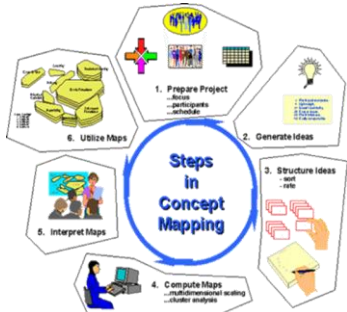 1. Prepare Project
...focus
...participants
...schedule
2. Generate Ideas
3. Structure Ideas
- sort
- rate
4. Compute Maps
...multidimensional scaling
...cluster analysis
5. Interpret Maps
6. Utilize Maps
Steps
in
Concept
Mapping